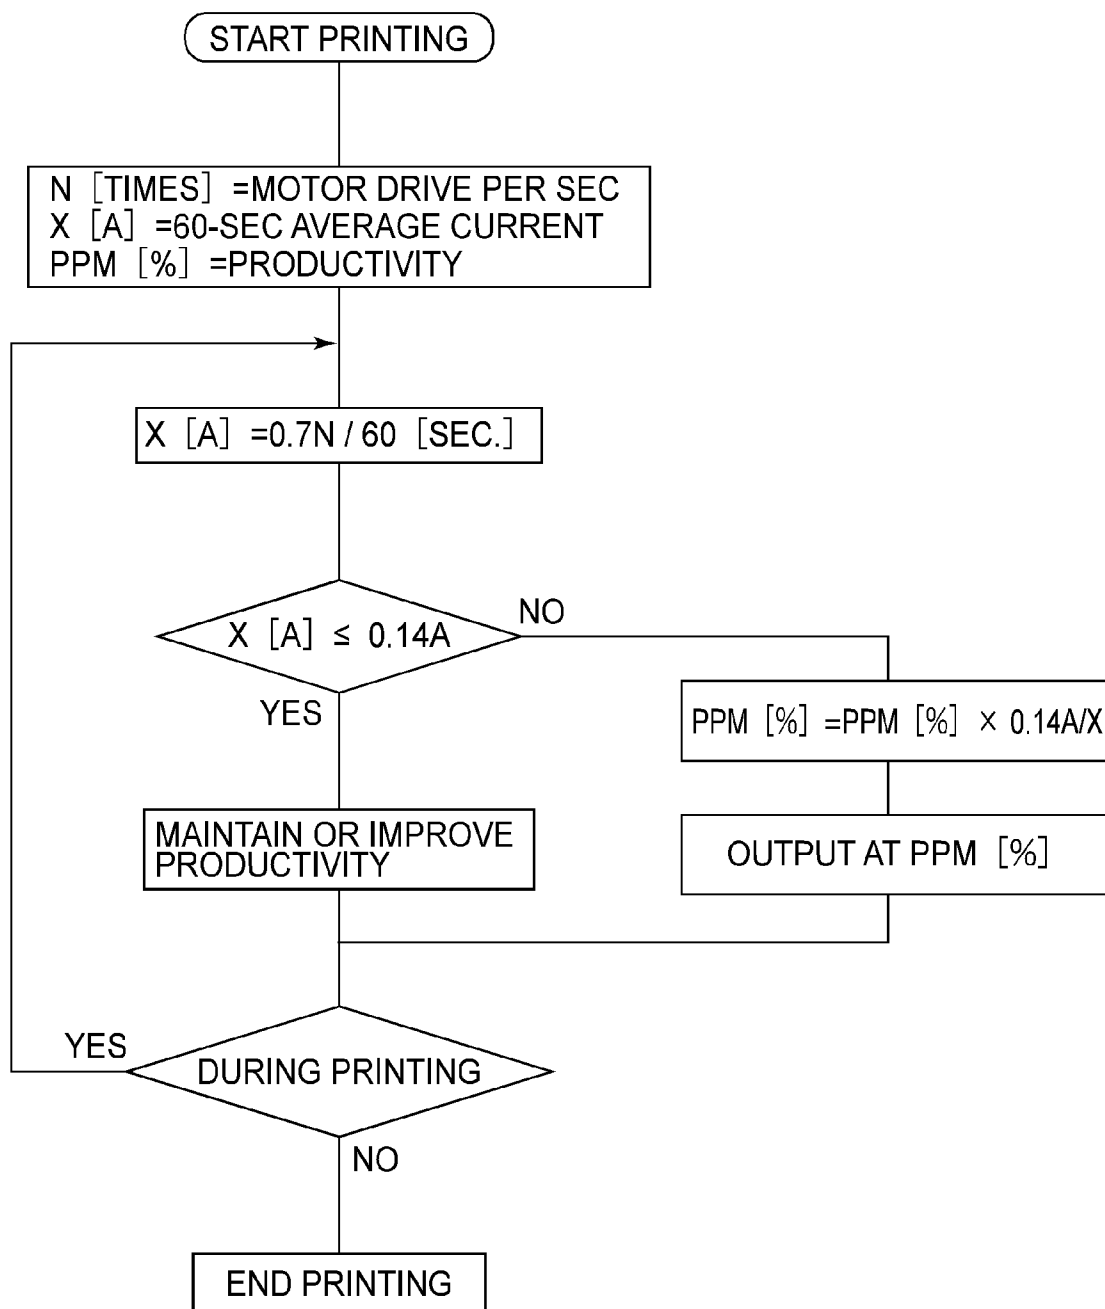 START PRINTING
N [TIMES] =MOTOR DRIVE PER SEC
X [A] =60-SEC AVERAGE CURRENT
PPM [%] =PRODUCTIVITY
X [A] =0.7N / 60 [SEC.]
X [A] ≤ 0.14A
NO
YES
PPM [%] =PPM [%] × 0.14A/X
MAINTAIN OR IMPROVE
PRODUCTIVITY
OUTPUT AT PPM [%]
YES
DURING PRINTING
NO
END PRINTING